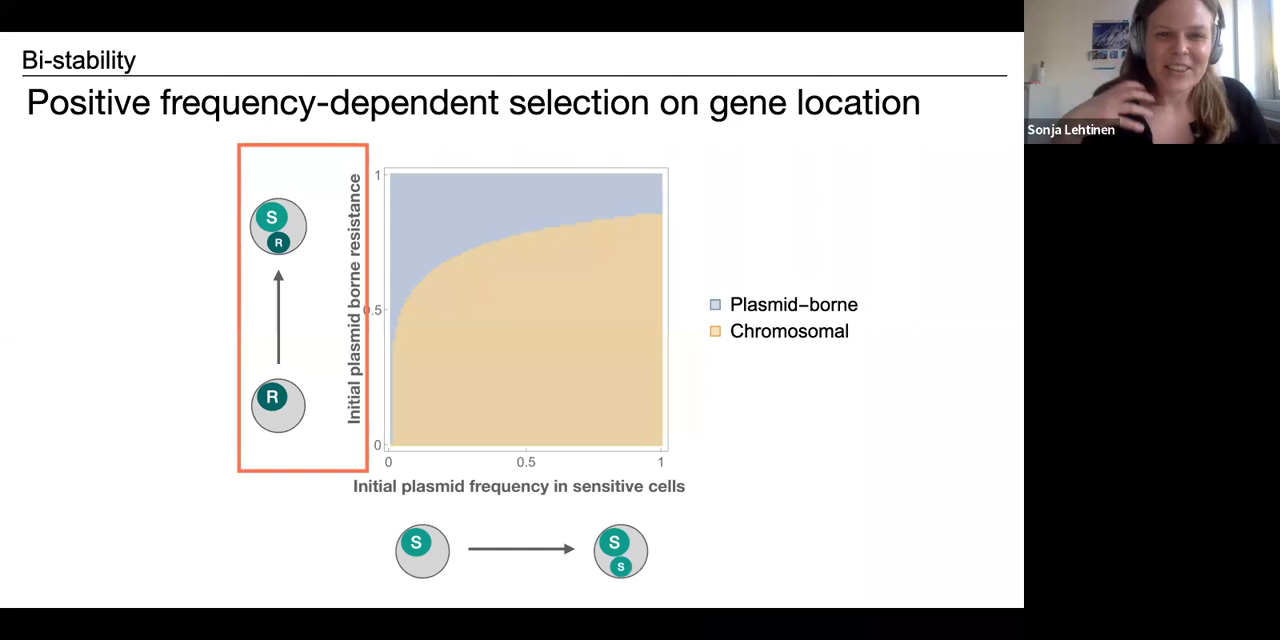 Bi-stability
Positive frequency-dependent selection on gene location
Sonja Lehtinen
S
R
R
Initial plasmid borne resistance
1
0.5
0
0
0.5
1
Initial plasmid frequency in sensitive cells
Plasmid-borne
Chromosomal
S
S
s